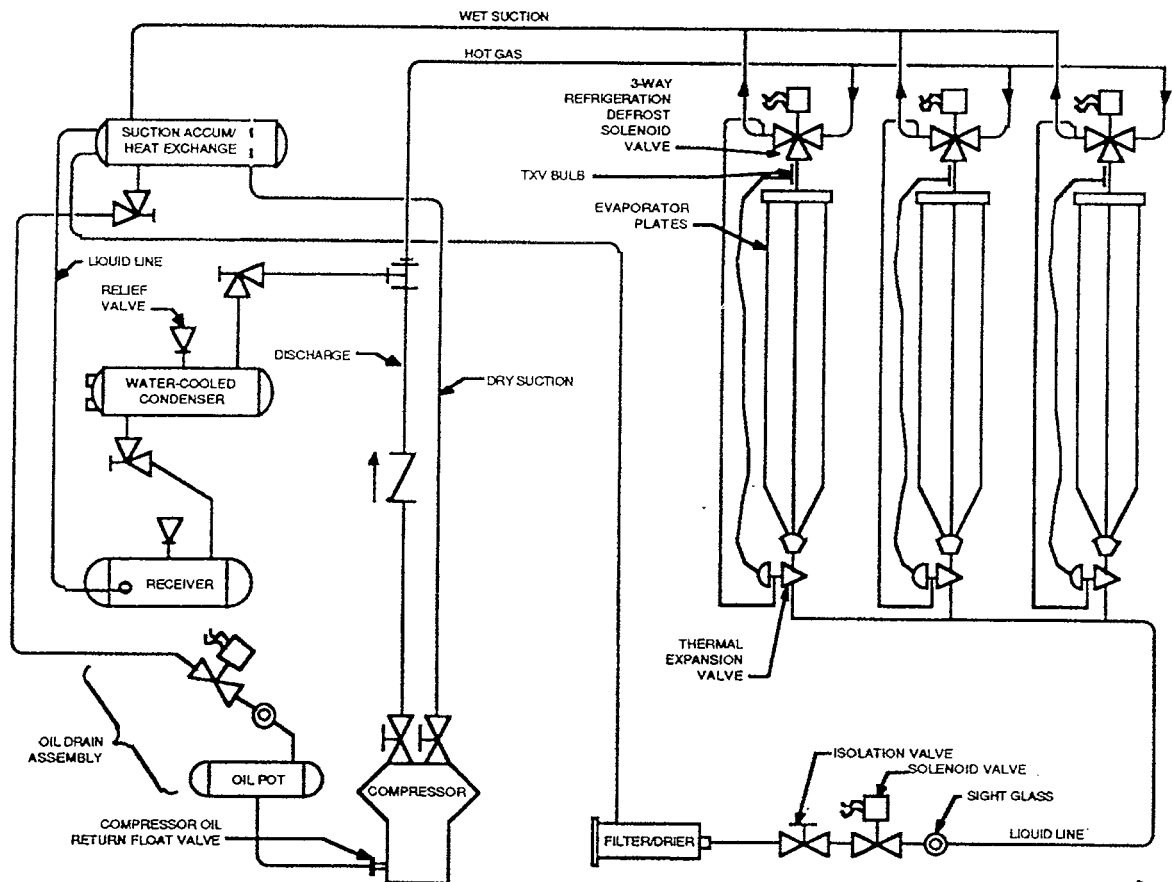 WET SUCTION
HOT GAS
3-WAY
REFRIGERATION
DEFROST
SOLENOID
VALVE
SUCTION ACCUM/
HEAT EXCHANGE
TXV BULB
EVAPORATOR
PLATES
LIQUID LINE
RELIEF
VALVE
DISCHARGE
WATER-COOLED
CONDENSER
DRY SUCTION
RECEIVER
THERMAL
EXPANSION
VALVE
OIL DRAIN
ASSEMBLY
OIL POT
COMPRESSOR
ISOLATION VALVE
SOLENOID VALVE
SIGHT GLASS
COMPRESSOR OIL
RETURN FLOAT VALVE
FILTER/DRIER
LIQUID LINE